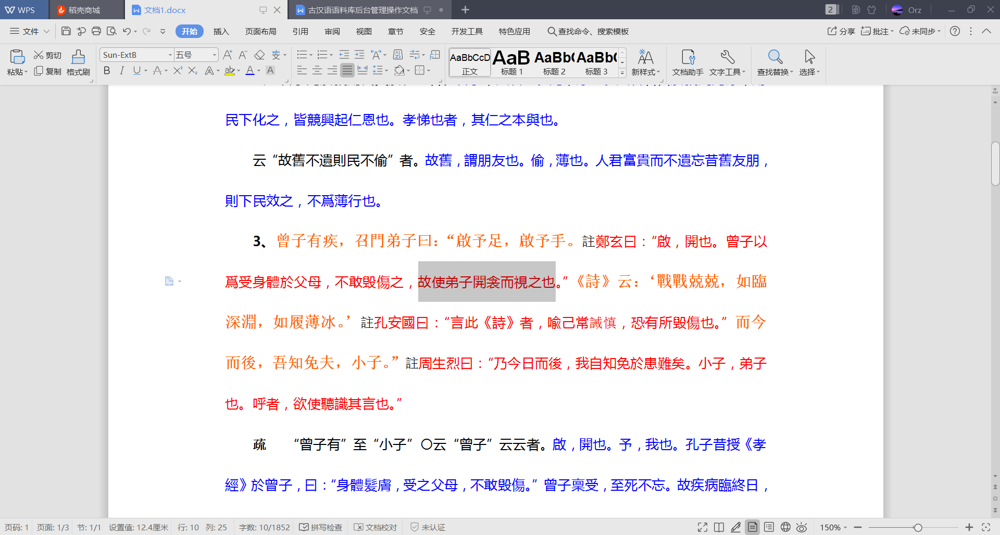 WPS 稻壳商城 文档1.docx 古汉语语料库后台管理操作文档 2 Orz
文件 开始 插入 页面布局 引用 审阅 视图 章节 安全 开发工具 特色应用 查找命令、搜索模板 分享 批注 未同步
粘贴 剪切 复制 格式刷 Sun-ExtB 五号 AaBbCcD 正文 AaB 标题 1 AaBb 标题 2 AaBb 标题 3 新样式 文档助手 文字工具 查找替换 选择
民下化之，皆競興起仁恩也。孝悌也者，其仁之本與也。
云“故舊不遺則民不偷”者。故舊，謂朋友也。偷，薄也。人君富貴而不遺忘昔舊友朋，
則下民效之，不爲薄行也。
3、曾子有疾，召門弟子曰：“啟予足，啟予手。註鄭玄曰：“啟，開也。曾子以
爲受身體於父母，不敢毀傷之，故使弟子開衾而視之也。”《詩》云：‘戰戰兢兢，如臨
深淵，如履薄冰。’註孔安國曰：“言此《詩》者，喩己常誡慎，恐有所毀傷也。”而今
而後，吾知免夫，小子。”註周生烈曰：“乃今日而後，我自知免於患難矣。小子，弟子
也。呼者，欲使聽識其言也。”
疏 “曾子有”至“小子”〇云“曾子”云云者。啟，開也。予，我也。孔子昔授《孝
經》於曾子，曰：“身體髮膚，受之父母，不敢毀傷。”曾子稟受，至死不忘。故疾病臨終日，
页码: 1 页面: 1/3 节: 1/1 设置值: 12.4厘米 行: 10 列: 25 字数: 10/1852 拼写检查 文档校对 未认证 150%